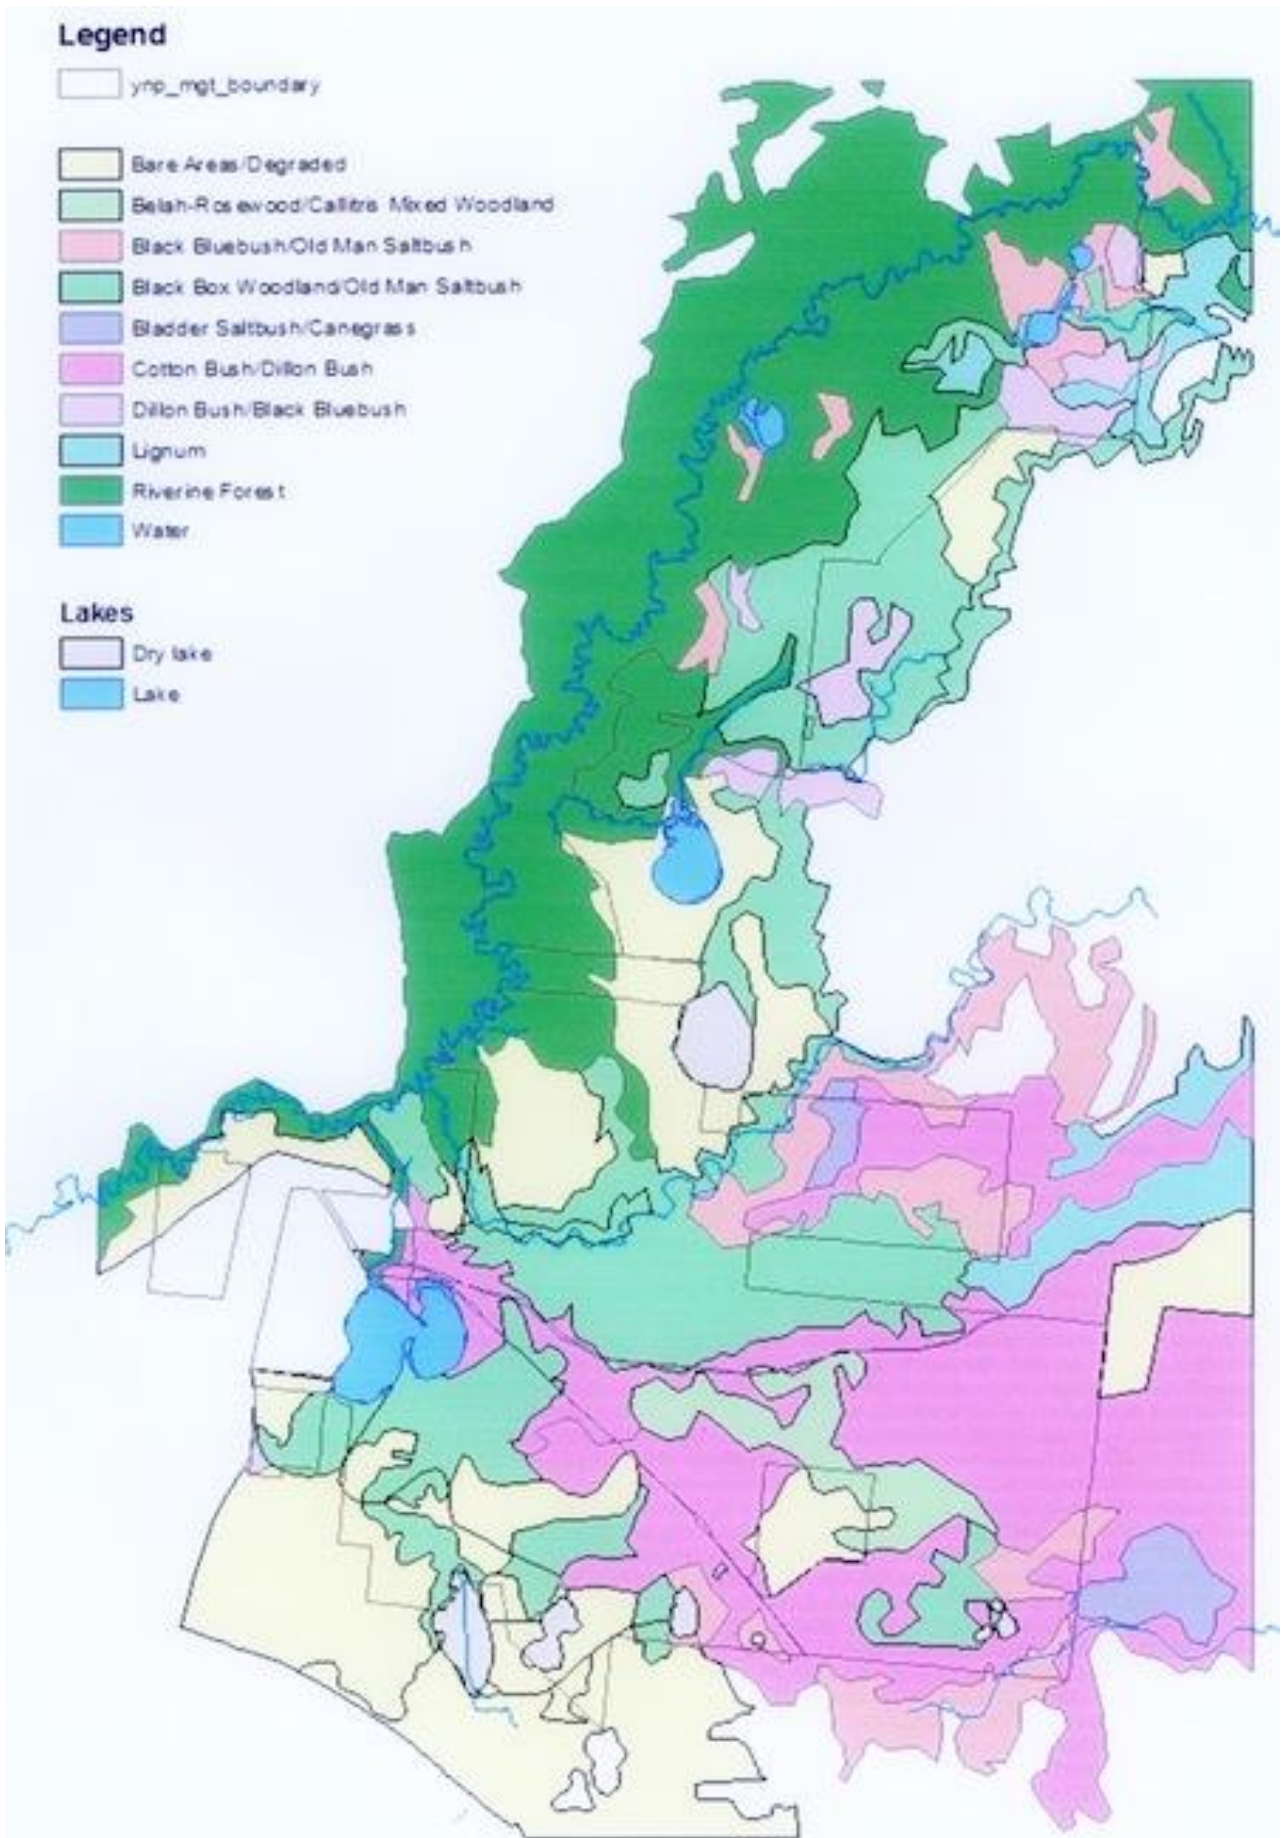 Legend
ynp_mgt_boundary
Bare Areas/Degraded
Belah-Rosewood/Callitris Mixed Woodland
Black Bluebush/Old Man Saltbush
Black Box Woodland/Old Man Saltbush
Bladder Saltbush/Canegrass
Cotton Bush/Dillon Bush
Dillon Bush/Black Bluebush
Lignum
Riverine Forest
Water
Lakes
Dry lake
Lake